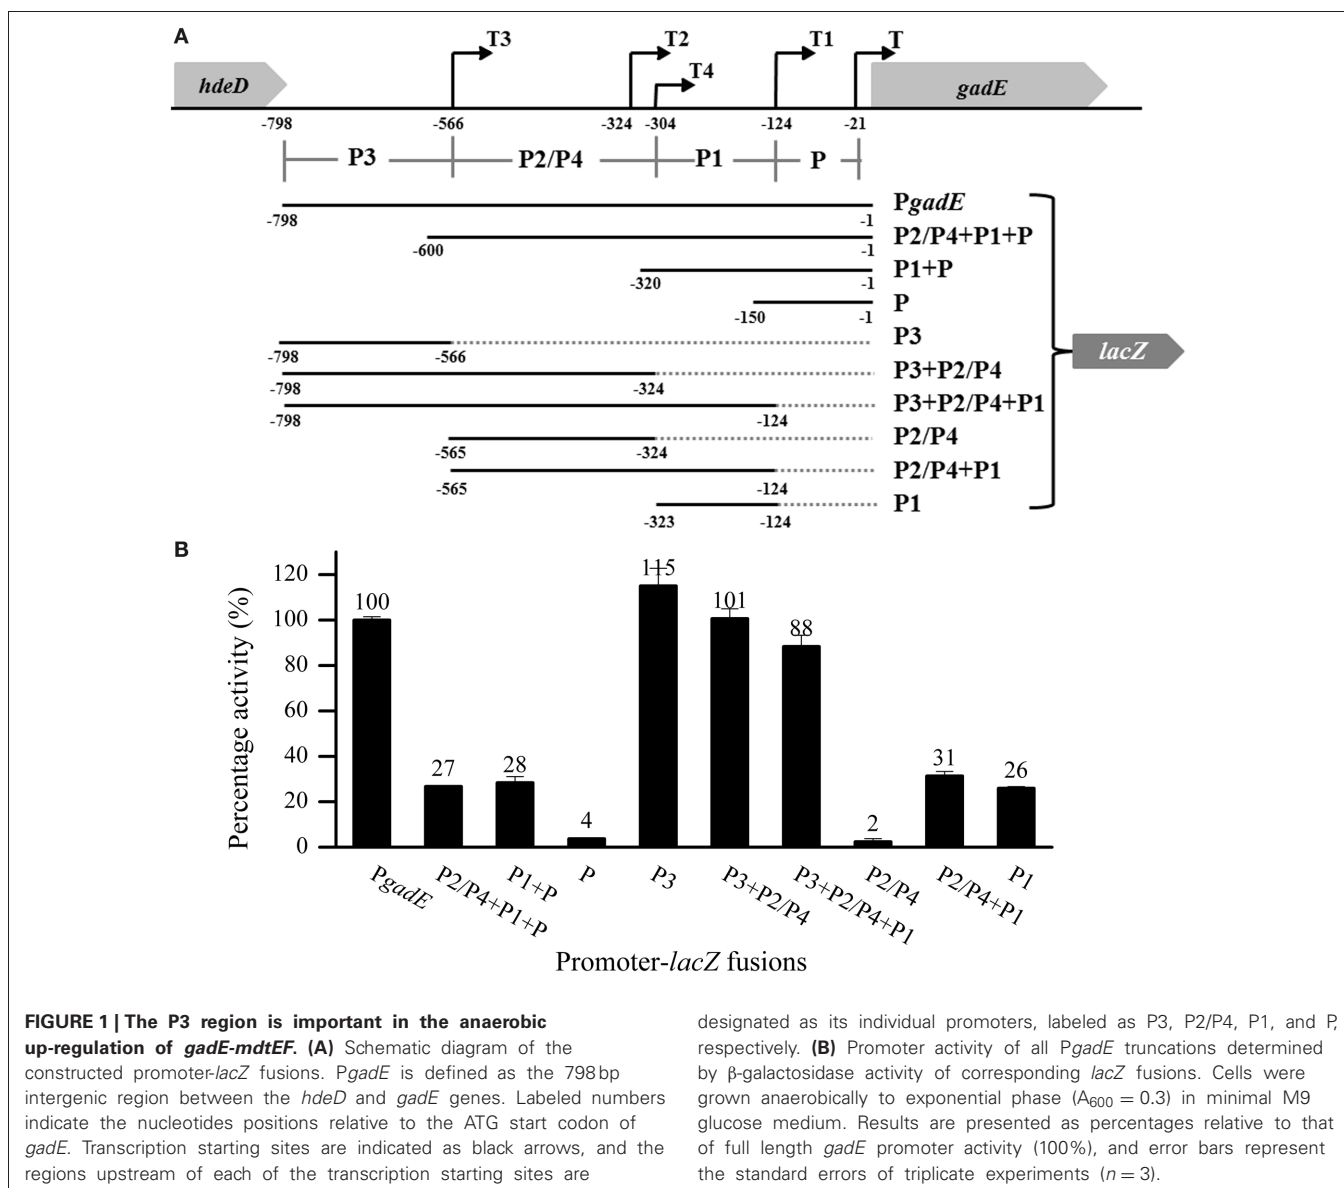 A
T3
T2
T1
T
T4
hdeD
gadE
-798
-566
-324
-304
-124
-21
P3
P2/P4
P1
P
PgadE
-798
-1
P2/P4+P1+P
-600
-1
P1+P
-320
-1
P
-150
-1
P3
-798
-566
lacZ
P3+P2/P4
-798
-324
P3+P2/P4+P1
-798
-124
P2/P4
-565
-324
P2/P4+P1
-565
-124
P1
-323
-124
B
Percentage activity (%)
120
100
80
60
40
20
0
100
27
28
4
115
101
88
2
31
26
PgadE
P2/P4+P1+P
P1+P
P
P3
P3+P2/P4
P3+P2/P4+P1
P2/P4
P2/P4+P1
P1
Promoter-lacZ fusions
FIGURE 1 | The P3 region is important in the anaerobic
up-regulation of gadE-mdtEF. (A) Schematic diagram of the
constructed promoter-lacZ fusions. PgadE is defined as the 798 bp
intergenic region between the hdeD and gadE genes. Labeled numbers
indicate the nucleotides positions relative to the ATG start codon of
gadE. Transcription starting sites are indicated as black arrows, and the
regions upstream of each of the transcription starting sites are
designated as its individual promoters, labeled as P3, P2/P4, P1, and P,
respectively. (B) Promoter activity of all PgadE truncations determined
by β-galactosidase activity of corresponding lacZ fusions. Cells were
grown anaerobically to exponential phase (A₆₀₀ = 0.3) in minimal M9
glucose medium. Results are presented as percentages relative to that
of full length gadE promoter activity (100%), and error bars represent
the standard errors of triplicate experiments (n = 3).